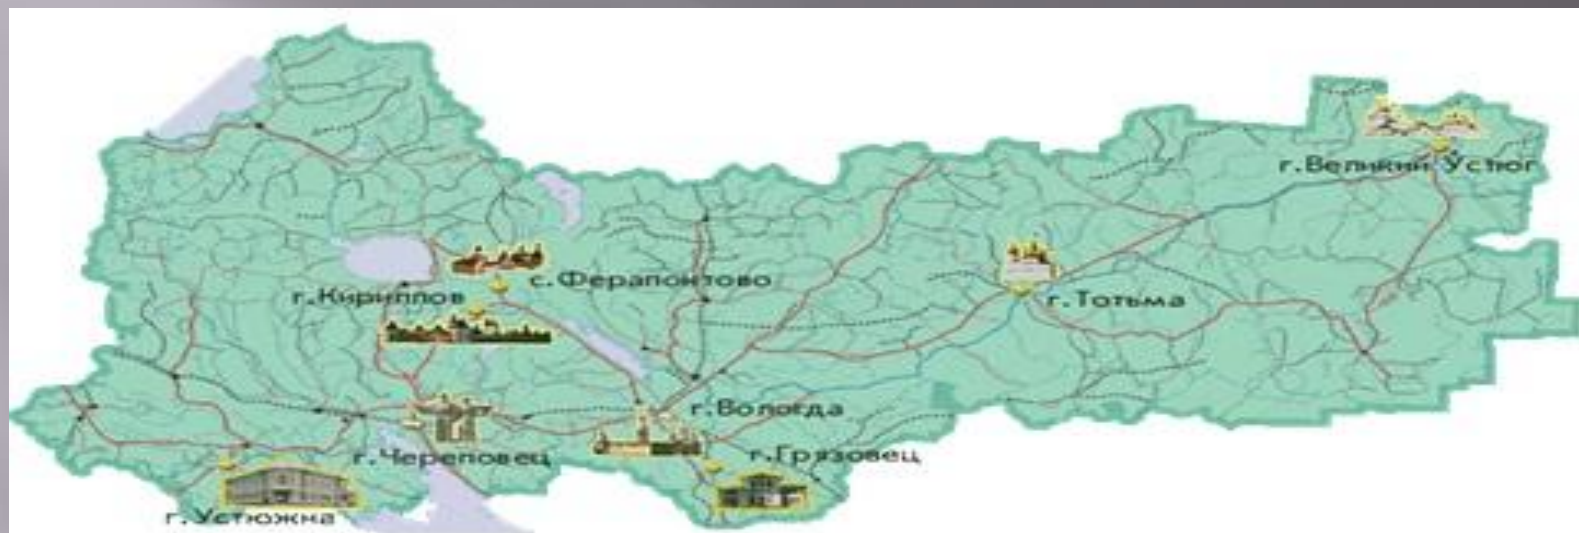 г.Великий Устюг
с.Ферапонтово
г.Кириллов
г.Тотьма
г.Вологда
г.Череповец
г.Грязовец
г.Устюжна